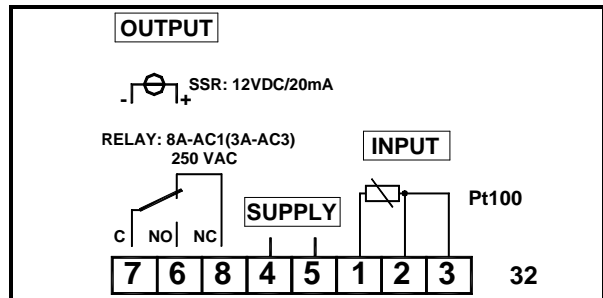 OUTPUT
- + SSR: 12VDC/20mA
RELAY: 8A-AC1(3A-AC3)
250 VAC
INPUT
Pt100
SUPPLY
C NO NC
7 6 8 4 5 1 2 3 32